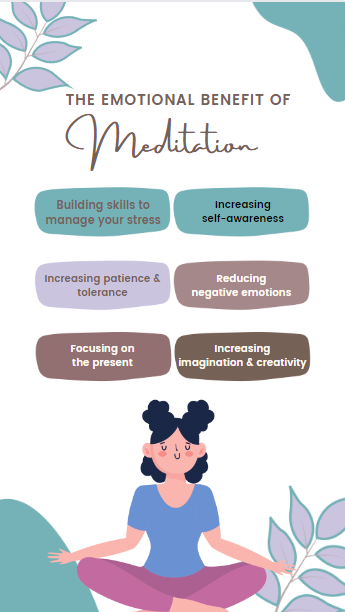 THE EMOTIONAL BENEFIT OF
Meditation
Building skills to
manage your stress
Increasing
self-awareness
Increasing patience &
tolerance
Reducing
negative emotions
Focusing on
the present
Increasing
imagination & creativity